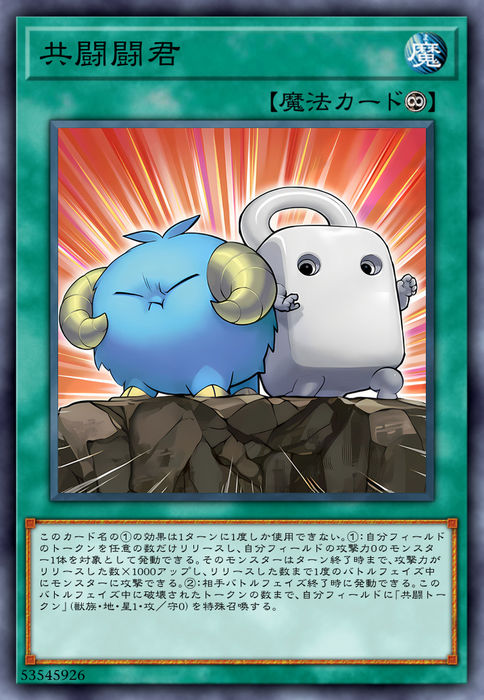 共闘闘君
魔
【魔法カード】
このカード名の①の効果は1ターンに1度しか使用できない。①：自分フィールド
のトークンを任意の数だけリリースし、自分フィールドの攻撃力0のモンスタ
ー1体を対象として発動できる。そのモンスターはターン終了時まで、攻撃力が
リリースした数×1000アップし、リリースした数まで1度のバトルフェイズ中
にモンスターに攻撃できる。②：相手バトルフェイズ終了時に発動できる。この
バトルフェイズ中に破壊されたトークンの数まで、自分フィールドに「共闘トー
クン」(獣族・地・星1・攻／守0)を特殊召喚する。
53545926